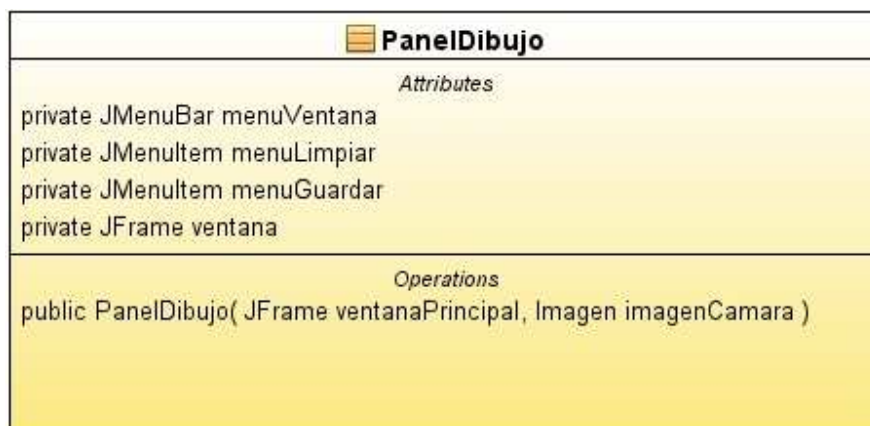 PanelDibujo
Attributes
private JMenuBar menuVentana
private JMenuItem menuLimpiar
private JMenuItem menuGuardar
private JFrame ventana
Operations
public PanelDibujo( JFrame ventanaPrincipal, Imagen imagenCamara )